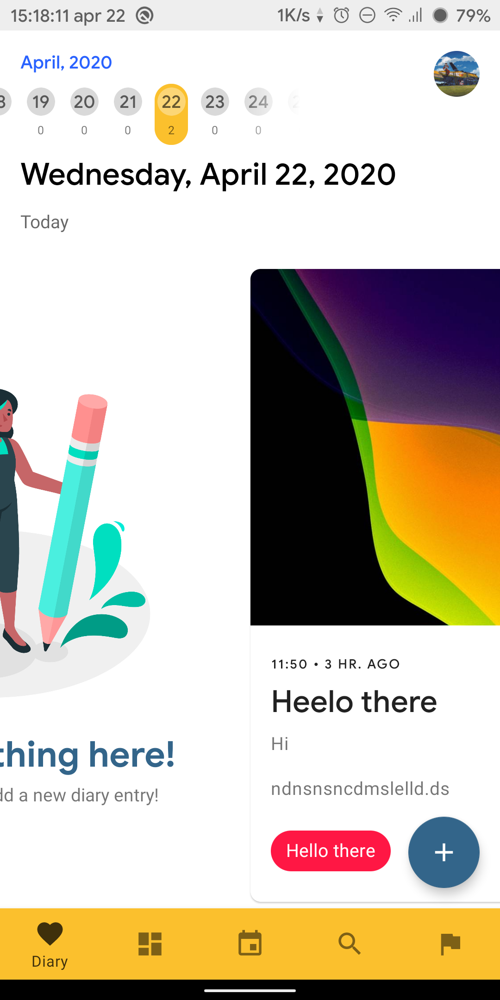 15:18:11 apr 22 1K/s 79%
April, 2020
19 20 21 22 23 24
0 0 0 2 0 0
Wednesday, April 22, 2020
Today
11:50 • 3 HR. AGO
Heelo there
Hi
thing here!
ndnsnsncdmslelld.ds
dd a new diary entry!
Hello there
+
Diary